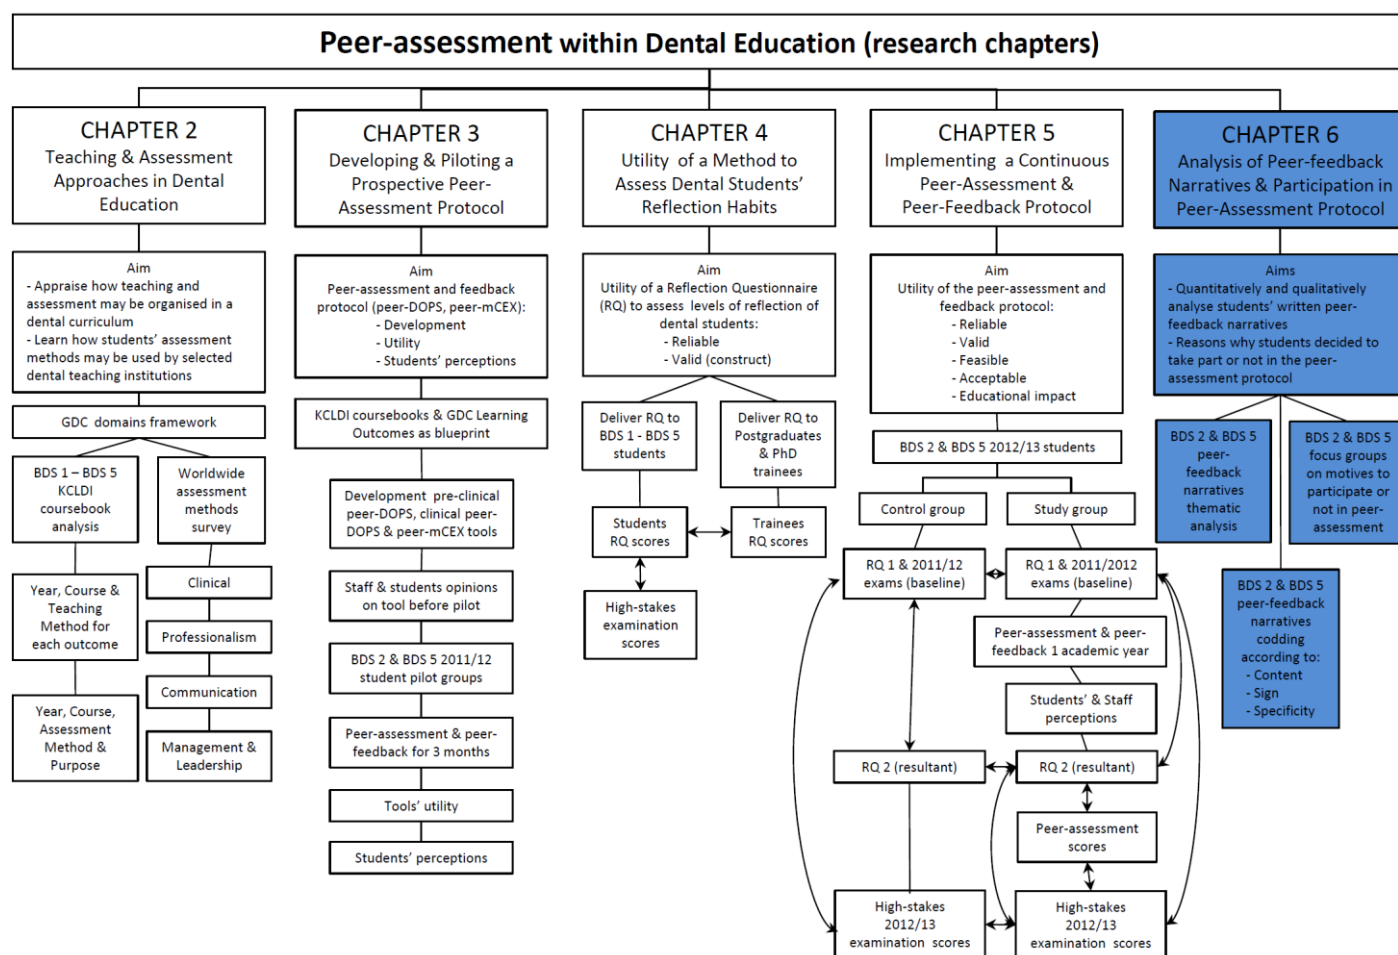 Peer-assessment within Dental Education (research chapters)
CHAPTER 2
Teaching & Assessment
Approaches in Dental
Education
Aim
- Appraise how teaching and
assessment may be organised in a
dental curriculum
- Learn how students' assessment
methods may be used by selected
dental teaching institutions
GDC domains framework
BDS 1 – BDS 5
KCLDI
coursebook
analysis
Worldwide
assessment
methods
survey
Year, Course &
Teaching
Method for
each outcome
Year, Course,
Assessment
Method &
Purpose
Clinical
Professionalism
Communication
Management &
Leadership
CHAPTER 3
Developing & Piloting a
Prospective Peer-
Assessment Protocol
Aim
Peer-assessment and feedback
protocol (peer-DOPS, peer-mCEX):
- Development
- Utility
- Students' perceptions
KCLDI coursebooks & GDC Learning
Outcomes as blueprint
Development pre-clinical
peer-DOPS, clinical peer-
DOPS & peer-mCEX tools
Staff & students opinions
on tool before pilot
BDS 2 & BDS 5 2011/12
student pilot groups
Peer-assessment & peer-
feedback for 3 months
Tools' utility
Students' perceptions
CHAPTER 4
Utility of a Method to
Assess Dental Students'
Reflection Habits
Aim
Utility of a Reflection Questionnaire
(RQ) to assess levels of reflection of
dental students:
- Reliable
- Valid (construct)
Deliver RQ to
BDS 1 - BDS 5
students
Deliver RQ to
Postgraduates
& PhD
trainees
Students
RQ scores
Trainees
RQ scores
High-stakes
examination
scores
CHAPTER 5
Implementing a Continuous
Peer-Assessment &
Peer-Feedback Protocol
Aim
Utility of the peer-assessment and
feedback protocol:
- Reliable
- Valid
- Feasible
- Acceptable
- Educational impact
BDS 2 & BDS 5 2012/13 students
Control group
Study group
RQ 1 & 2011/12
exams (baseline)
RQ 1 & 2011/2012
exams (baseline)
Peer-assessment & peer-
feedback 1 academic year
Students' & Staff
perceptions
RQ 2 (resultant)
RQ 2 (resultant)
Peer-assessment
scores
High-stakes
2012/13
examination scores
High-stakes
2012/13
examination scores
CHAPTER 6
Analysis of Peer-feedback
Narratives & Participation in
Peer-Assessment Protocol
Aims
- Quantitatively and qualitatively
analyse students' written peer-
feedback narratives
- Reasons why students decided to
take part or not in the peer-
assessment protocol
BDS 2 & BDS 5
peer-
feedback
narratives
thematic
analysis
BDS 2 & BDS 5
focus groups
on motives to
participate or
not in peer-
assessment
BDS 2 & BDS 5
peer-feedback
narratives
codding
according to:
- Content
- Sign
- Specificity